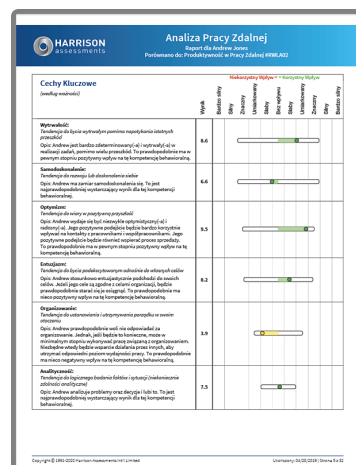 HARRISON
assessments
Analiza Pracy Zdalnej
Raport dla Andrew Jones
Porównano do: Produktywność w Pracy Zdalnej #RWLA02
Cechy Kluczowe
(według ważności)
Niekorzystny Wpływ < > Korzystny Wpływ
Wynik
Bardzo silny
Silny
Znaczny
Umiarkowany
Słaby
Bez wpływu
Słaby
Umiarkowany
Znaczny
Silny
Bardzo silny
Wytrwałość:
Tendencja do bycia wytrwałym pomimo napotykania istotnych
przeszkód
Opis: Andrew jest bardzo zdeterminowany(-a) i wytrwały(-a) w
realizacji zadań, pomimo wielu przeszkód. To prawdopodobnie ma w
pewnym stopniu pozytywny wpływ na tę kompetencję behawioralną.
8.6
Samodoskonalenie:
Tendencja do rozwoju lub doskonalenia siebie
Opis: Andrew ma zamiar samodoskonalenia się. To jest
najprawdopodobniej wystarczający wynik dla tej kompetencji
behawioralnej.
6.6
Optymizm:
Tendencja do wiary w pozytywną przyszłość
Opis: Andrew wydaje się być niezwykle optymistyczny(-a) i
radosny(-a). Jego pozytywne podejście będzie bardzo korzystnie
wpływać na kontakty z pracownikami i współpracownikami. Jego
pozytywne podejście będzie również wspierać proces sprzedaży.
To prawdopodobnie ma w pewnym stopniu pozytywny wpływ na tę
kompetencję behawioralną.
9.5
Entuzjazm:
Tendencja do bycia podekscytowanym odnośnie do własnych celów
Opis: Andrew stosunkowo entuzjastycznie podchodzi do swoich
celów. Jeżeli jego cele są zgodne z celami organizacji, będzie
prawdopodobnie starać się je osiągnąć. To prawdopodobnie ma
nieco pozytywny wpływ na tę kompetencję behawioralną.
8.2
Organizowanie:
Tendencja do ustanawiania i utrzymywania porządku w swoim
otoczeniu
Opis: Andrew prawdopodobnie woli nie odpowiadać za
organizowanie. Jednak, jeśli będzie to konieczne, może w
minimalnym stopniu wykonywać pracę związaną z organizowaniem.
Niezbędne wtedy będzie wsparcie działania przez innych, aby
utrzymać odpowiedni poziom wydajności pracy. To prawdopodobnie
ma nieco negatywny wpływ na tę kompetencję behawioralną.
3.9
Analityczność:
Tendencja do logicznego badania faktów i sytuacji (niekoniecznie
zdolności analityczne)
Opis: Andrew analizuje problemy oraz decyzje i lubi to. To jest
najprawdopodobniej wystarczający wynik dla tej kompetencji
behawioralnej.
7.5